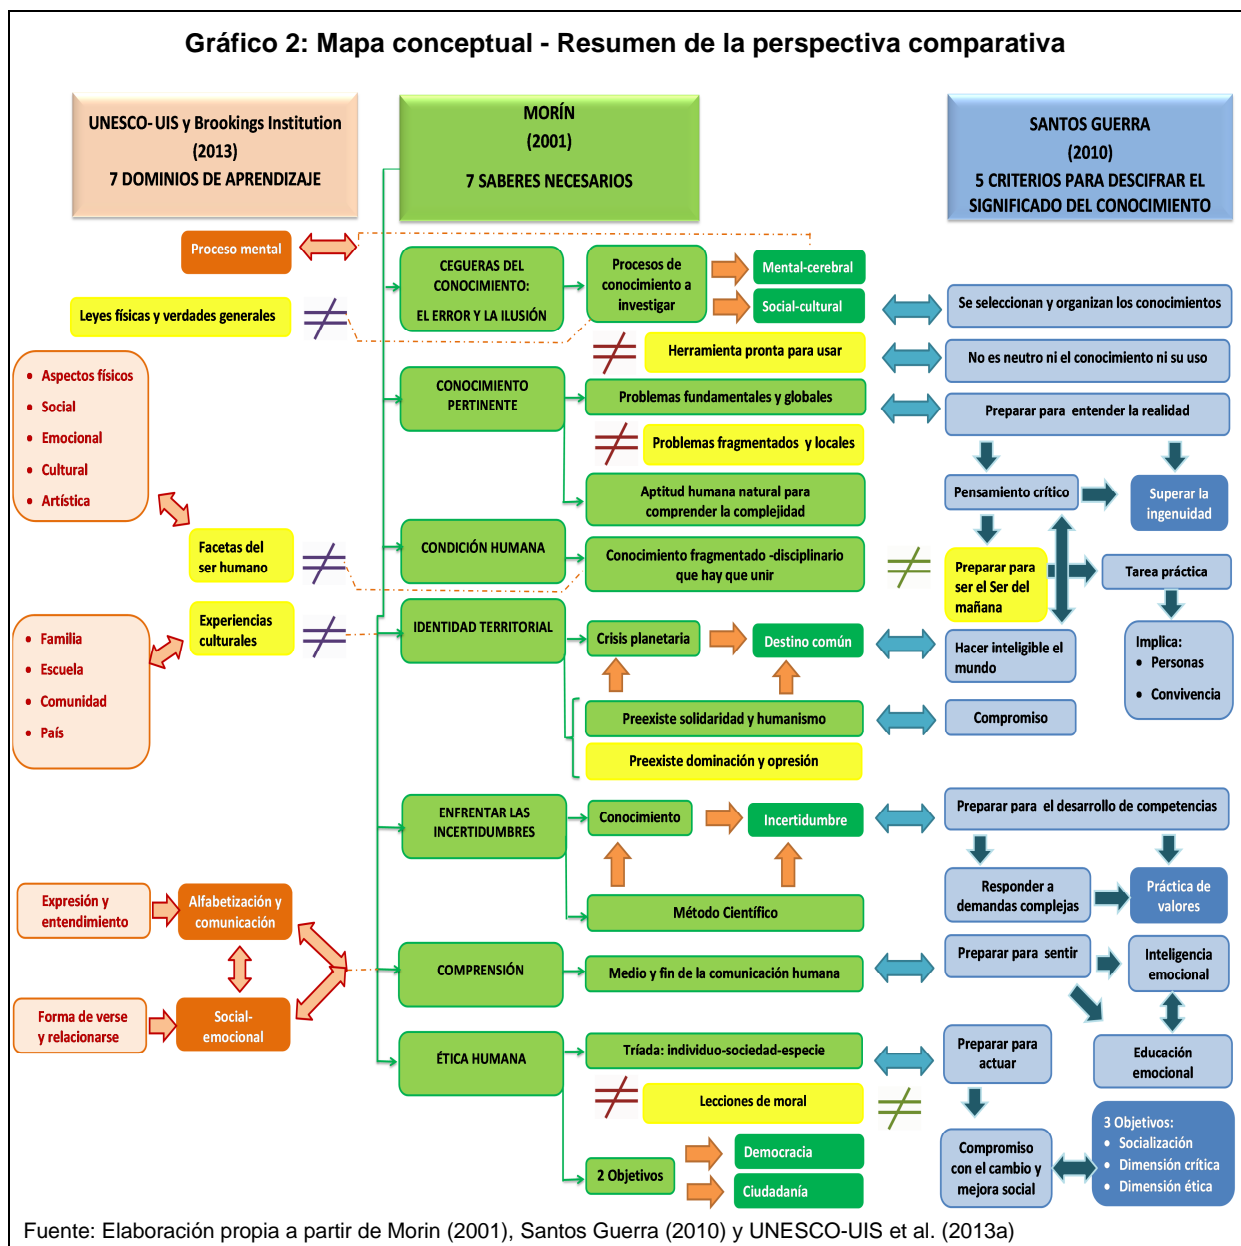 Gráfico 2: Mapa conceptual - Resumen de la perspectiva comparativa
UNESCO-UIS y Brookings Institution
(2013)
7 DOMINIOS DE APRENDIZAJE
MORÍN
(2001)
7 SABERES NECESARIOS
SANTOS GUERRA
(2010)
5 CRITERIOS PARA DESCIFRAR EL
SIGNIFICADO DEL CONOCIMIENTO
Proceso mental
Leyes físicas y verdades generales
• Aspectos físicos
• Social
• Emocional
• Cultural
• Artística
Facetas del
ser humano
Experiencias
culturales
• Familia
• Escuela
• Comunidad
• País
Expresión y
entendimiento
Alfabetización y
comunicación
Forma de verse
y relacionarse
Social-
emocional
CEGUERAS DEL
CONOCIMIENTO:
EL ERROR Y LA ILUSIÓN
Procesos de
conocimiento a
investigar
Mental-cerebral
Social-cultural
Herramienta pronta para usar
CONOCIMIENTO
PERTINENTE
Problemas fundamentales y globales
Problemas fragmentados y locales
Aptitud humana natural para
comprender la complejidad
CONDICIÓN HUMANA
Conocimiento fragmentado -disciplinario
que hay que unir
IDENTIDAD TERRITORIAL
Crisis planetaria
Destino común
Preexiste solidaridad y humanismo
Preexiste dominación y opresión
ENFRENTAR LAS
INCERTIDUMBRES
Conocimiento
Incertidumbre
Método Científico
COMPRENSIÓN
Medio y fin de la comunicación humana
ÉTICA HUMANA
Tríada: individuo-sociedad-especie
Lecciones de moral
2 Objetivos
Democracia
Ciudadanía
Se seleccionan y organizan los conocimientos
No es neutro ni el conocimiento ni su uso
Preparar para entender la realidad
Pensamiento crítico
Superar la
ingenuidad
Preparar para
ser el Ser del
mañana
Tarea práctica
Hacer inteligible el
mundo
Implica:
• Personas
• Convivencia
Compromiso
Preparar para el desarrollo de competencias
Responder a
demandas complejas
Práctica de
valores
Preparar para sentir
Inteligencia
emocional
Preparar para
actuar
Educación
emocional
Compromiso
con el cambio y
mejora social
3 Objetivos:
• Socialización
• Dimensión crítica
• Dimensión ética
Fuente: Elaboración propia a partir de Morin (2001), Santos Guerra (2010) y UNESCO-UIS et al. (2013a)